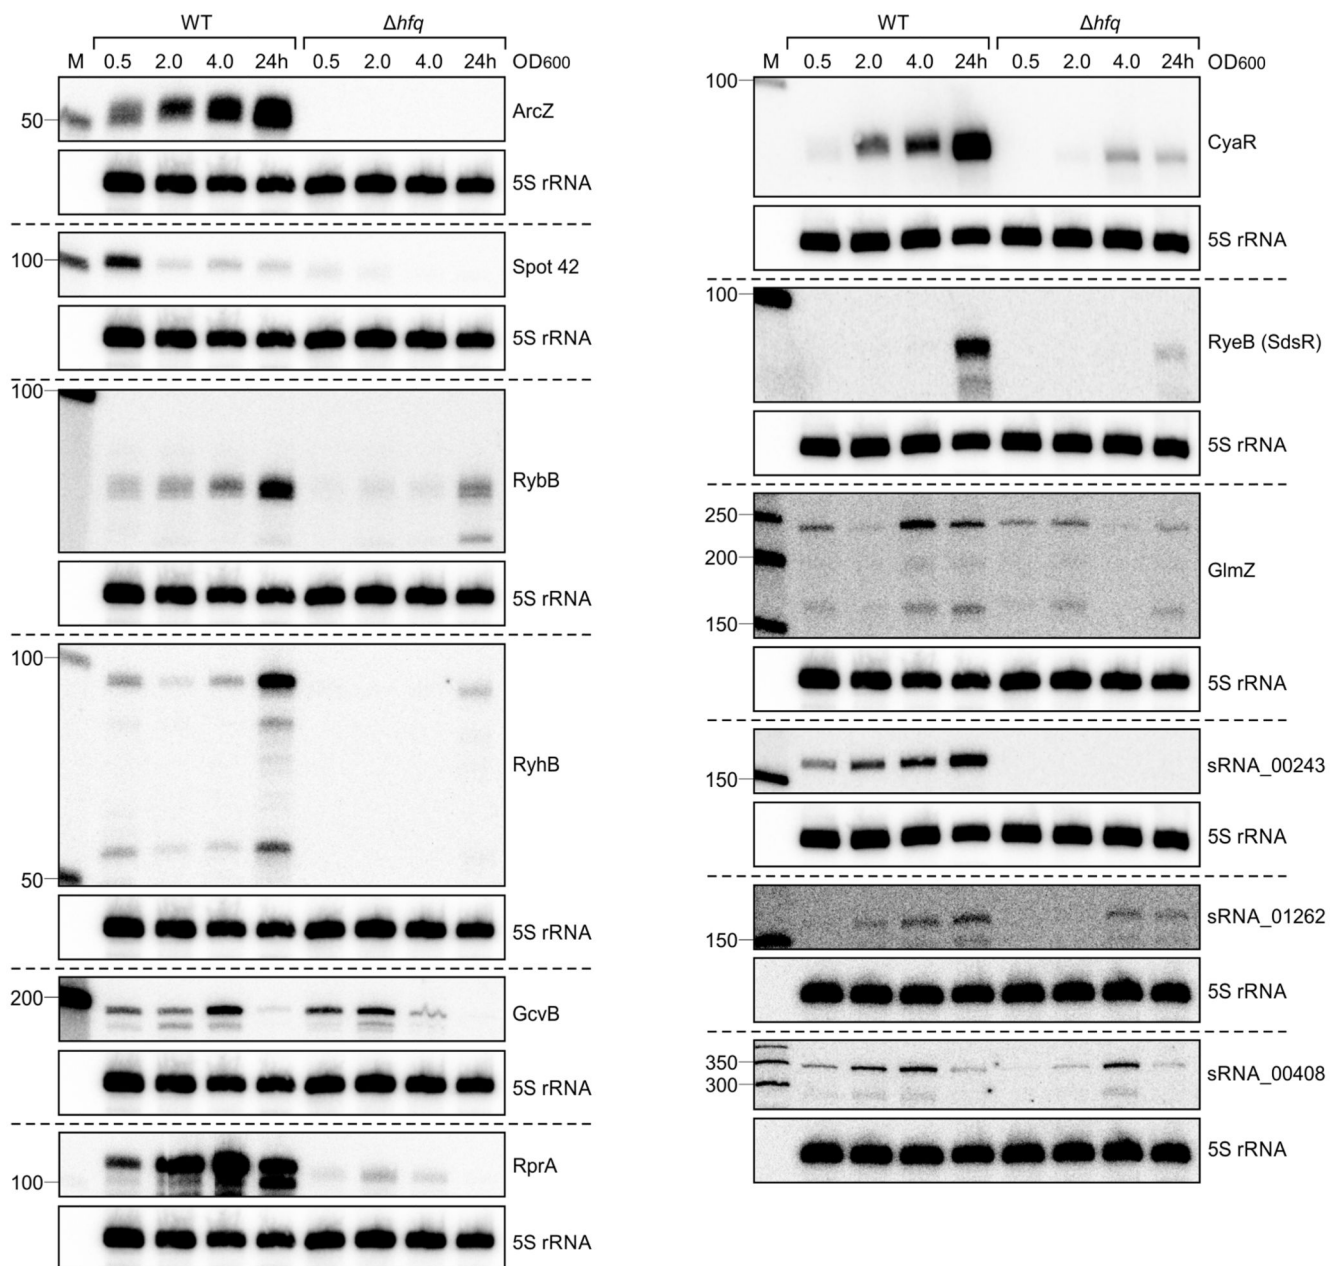 WT Δhfq
M 0.5 2.0 4.0 24h 0.5 2.0 4.0 24h OD600
50 ArcZ
5S rRNA
100 Spot 42
5S rRNA
100
RybB
5S rRNA
100
RyhB
50
5S rRNA
200
GcvB
5S rRNA
RprA
100
5S rRNA
WT Δhfq
M 0.5 2.0 4.0 24h 0.5 2.0 4.0 24h OD600
100
CyaR
5S rRNA
100
RyeB (SdsR)
5S rRNA
250
200
GlmZ
150
5S rRNA
sRNA_00243
150
5S rRNA
sRNA_01262
150
5S rRNA
350
sRNA_00408
300
5S rRNA